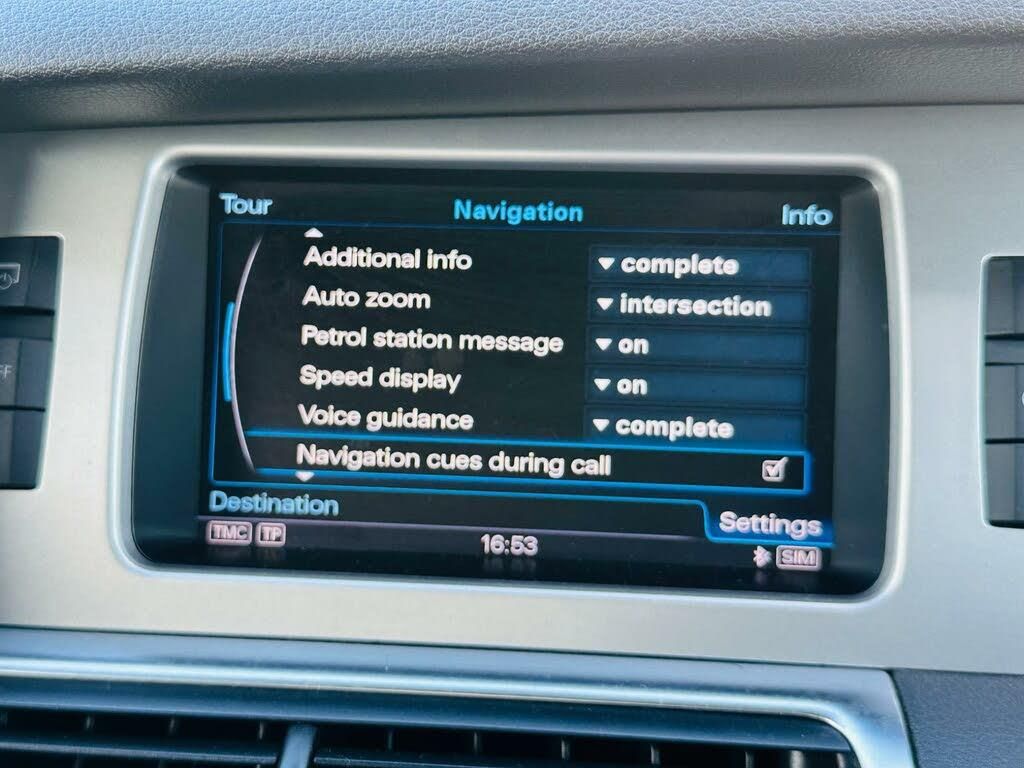 Tour Navigation Info
Additional info complete
Auto zoom intersection
Petrol station message on
Speed display on
Voice guidance complete
Navigation cues during call
Destination Settings
TMC TP 16:53 SIM